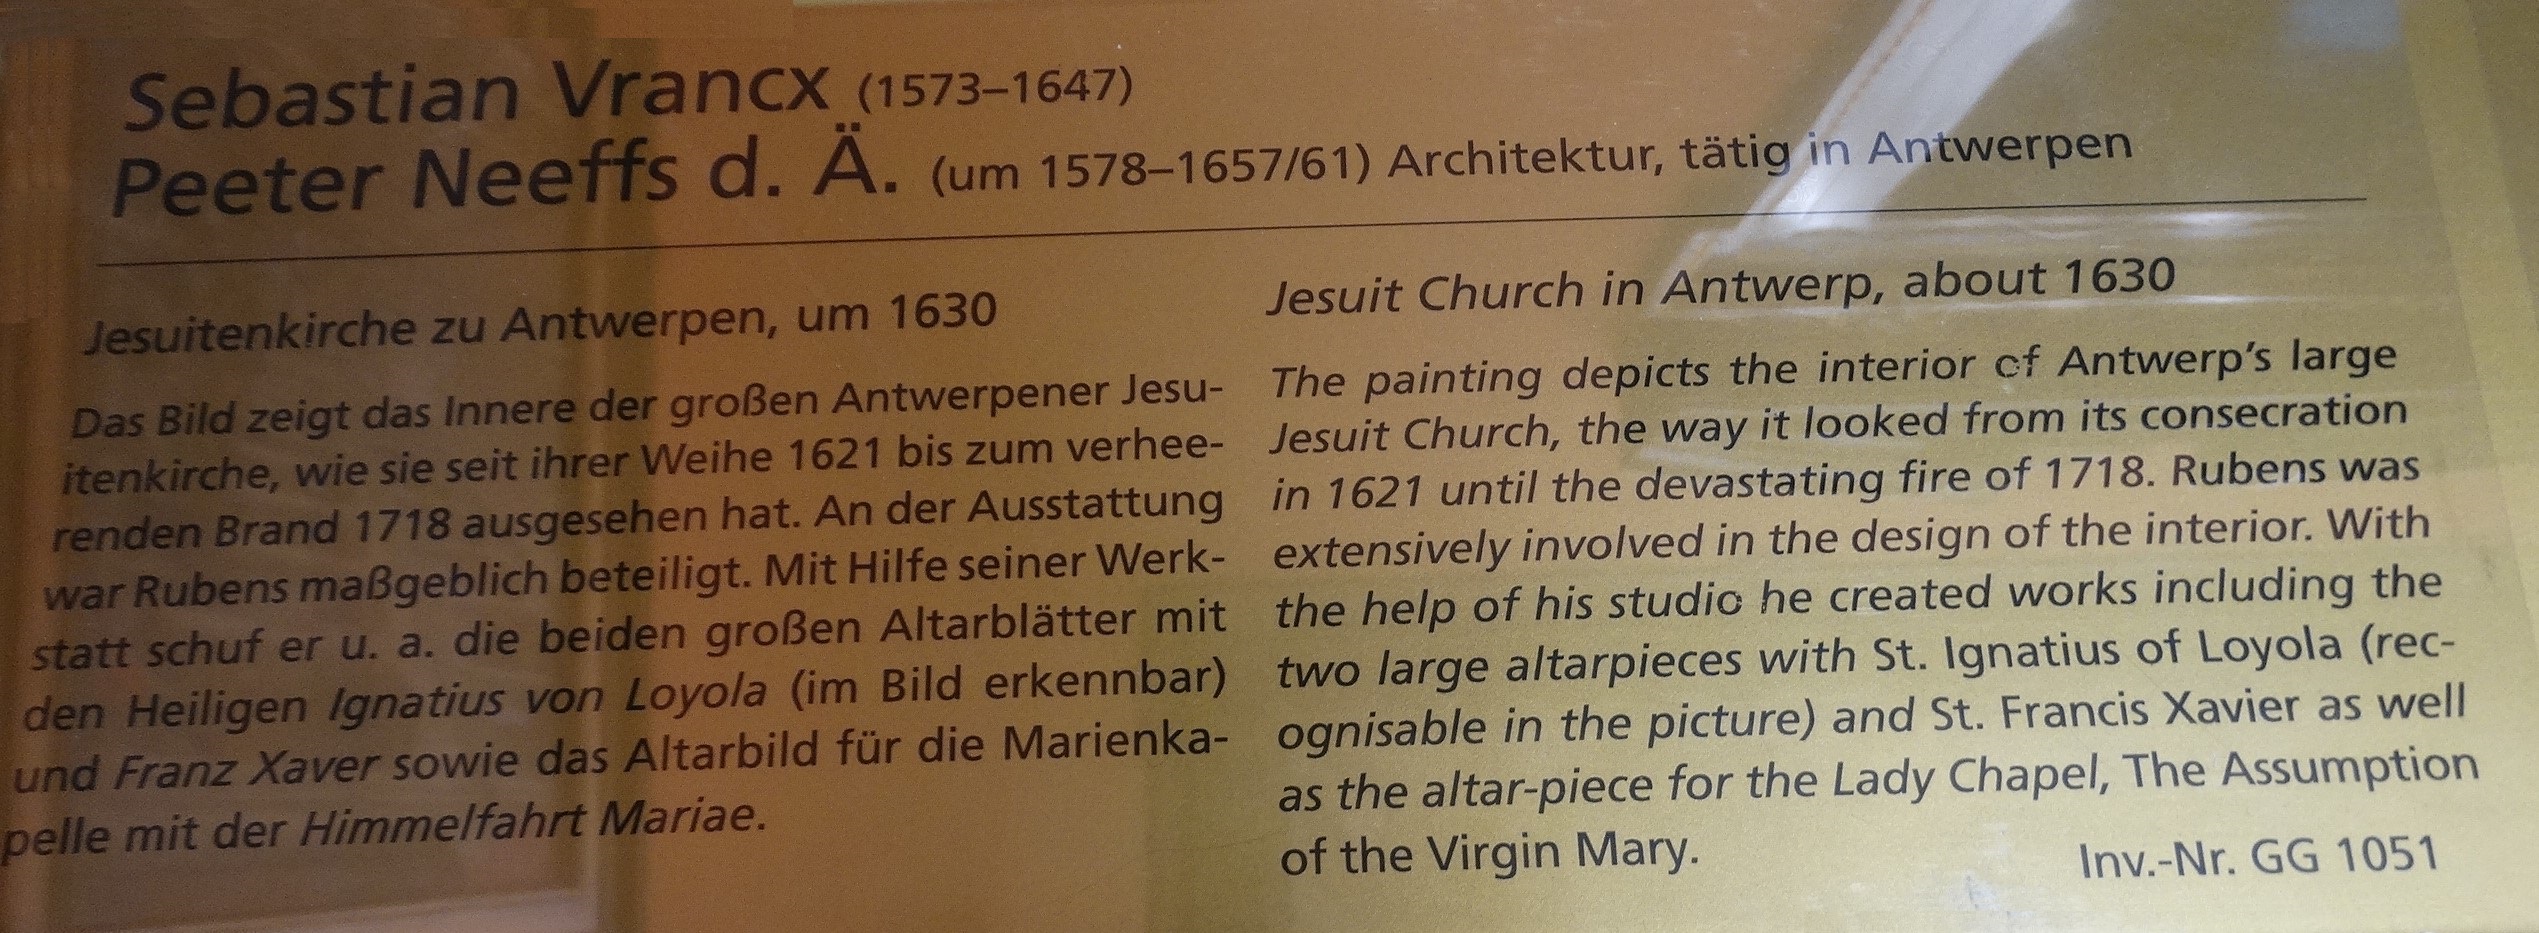 Sebastian Vrancx (1573–1647)
Peeter Neeffs d. Ä. (um 1578–1657/61) Architektur, tätig in Antwerpen
Jesuitenkirche zu Antwerpen, um 1630
Das Bild zeigt das Innere der großen Antwerpener Jesu-
itenkirche, wie sie seit ihrer Weihe 1621 bis zum verhee-
renden Brand 1718 ausgesehen hat. An der Ausstattung
war Rubens maßgeblich beteiligt. Mit Hilfe seiner Werk-
statt schuf er u. a. die beiden großen Altarblätter mit
den Heiligen Ignatius von Loyola (im Bild erkennbar)
und Franz Xaver sowie das Altarbild für die Marienka-
pelle mit der Himmelfahrt Mariae.
Jesuit Church in Antwerp, about 1630
The painting depicts the interior of Antwerp’s large
Jesuit Church, the way it looked from its consecration
in 1621 until the devastating fire of 1718. Rubens was
extensively involved in the design of the interior. With
the help of his studio he created works including the
two large altarpieces with St. Ignatius of Loyola (rec-
ognisable in the picture) and St. Francis Xavier as well
as the altar-piece for the Lady Chapel, The Assumption
of the Virgin Mary.
Inv.-Nr. GG 1051